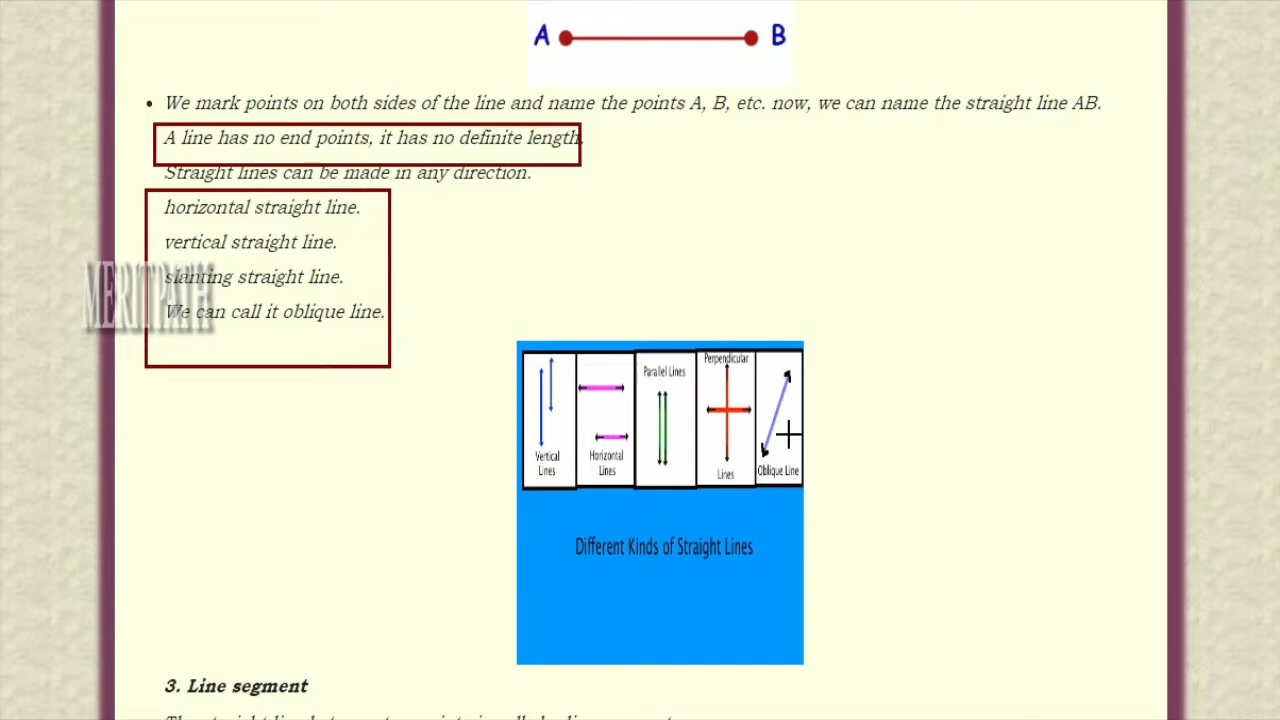 A B
We mark points on both sides of the line and name the points A, B, etc. now, we can name the straight line AB.
A line has no end points, it has no definite length.
Straight lines can be made in any direction.
horizontal straight line.
vertical straight line.
slanting straight line.
We can call it oblique line.
MERITPATH
Vertical Lines
Horizontal Lines
Parallel Lines
Perpendicular Lines
Oblique Line
Different Kinds of Straight Lines
3. Line segment